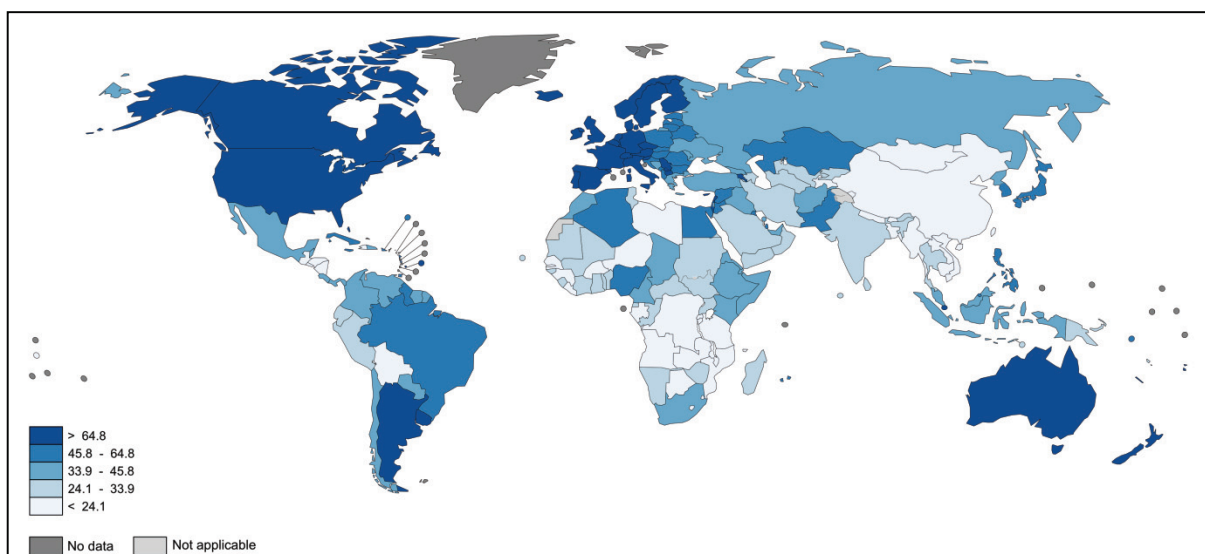 > 64.8
45.8 - 64.8
33.9 - 45.8
24.1 - 33.9
< 24.1
No data
Not applicable